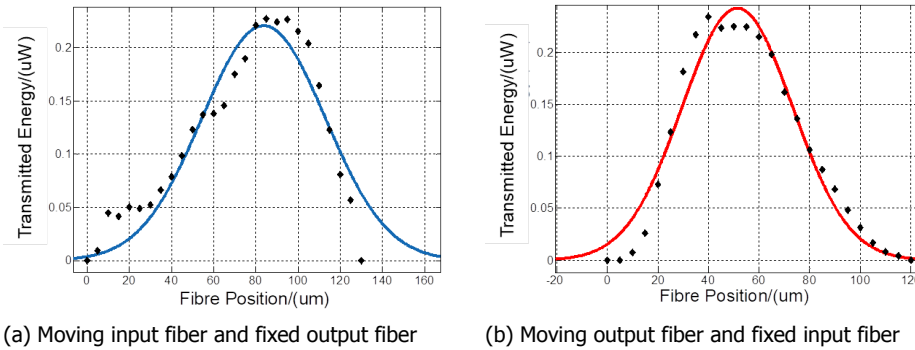 Transmitted Energy/(uW)
0.2
0.15
0.1
0.05
0
0 20 40 60 80 100 120 140 160
Fibre Position/(um)
(a) Moving input fiber and fixed output fiber
Transmitted Energy/(uW)
0.2
0.15
0.1
0.05
0
-20 0 20 40 60 80 100 120
Fibre Position/(um)
(b) Moving output fiber and fixed input fiber